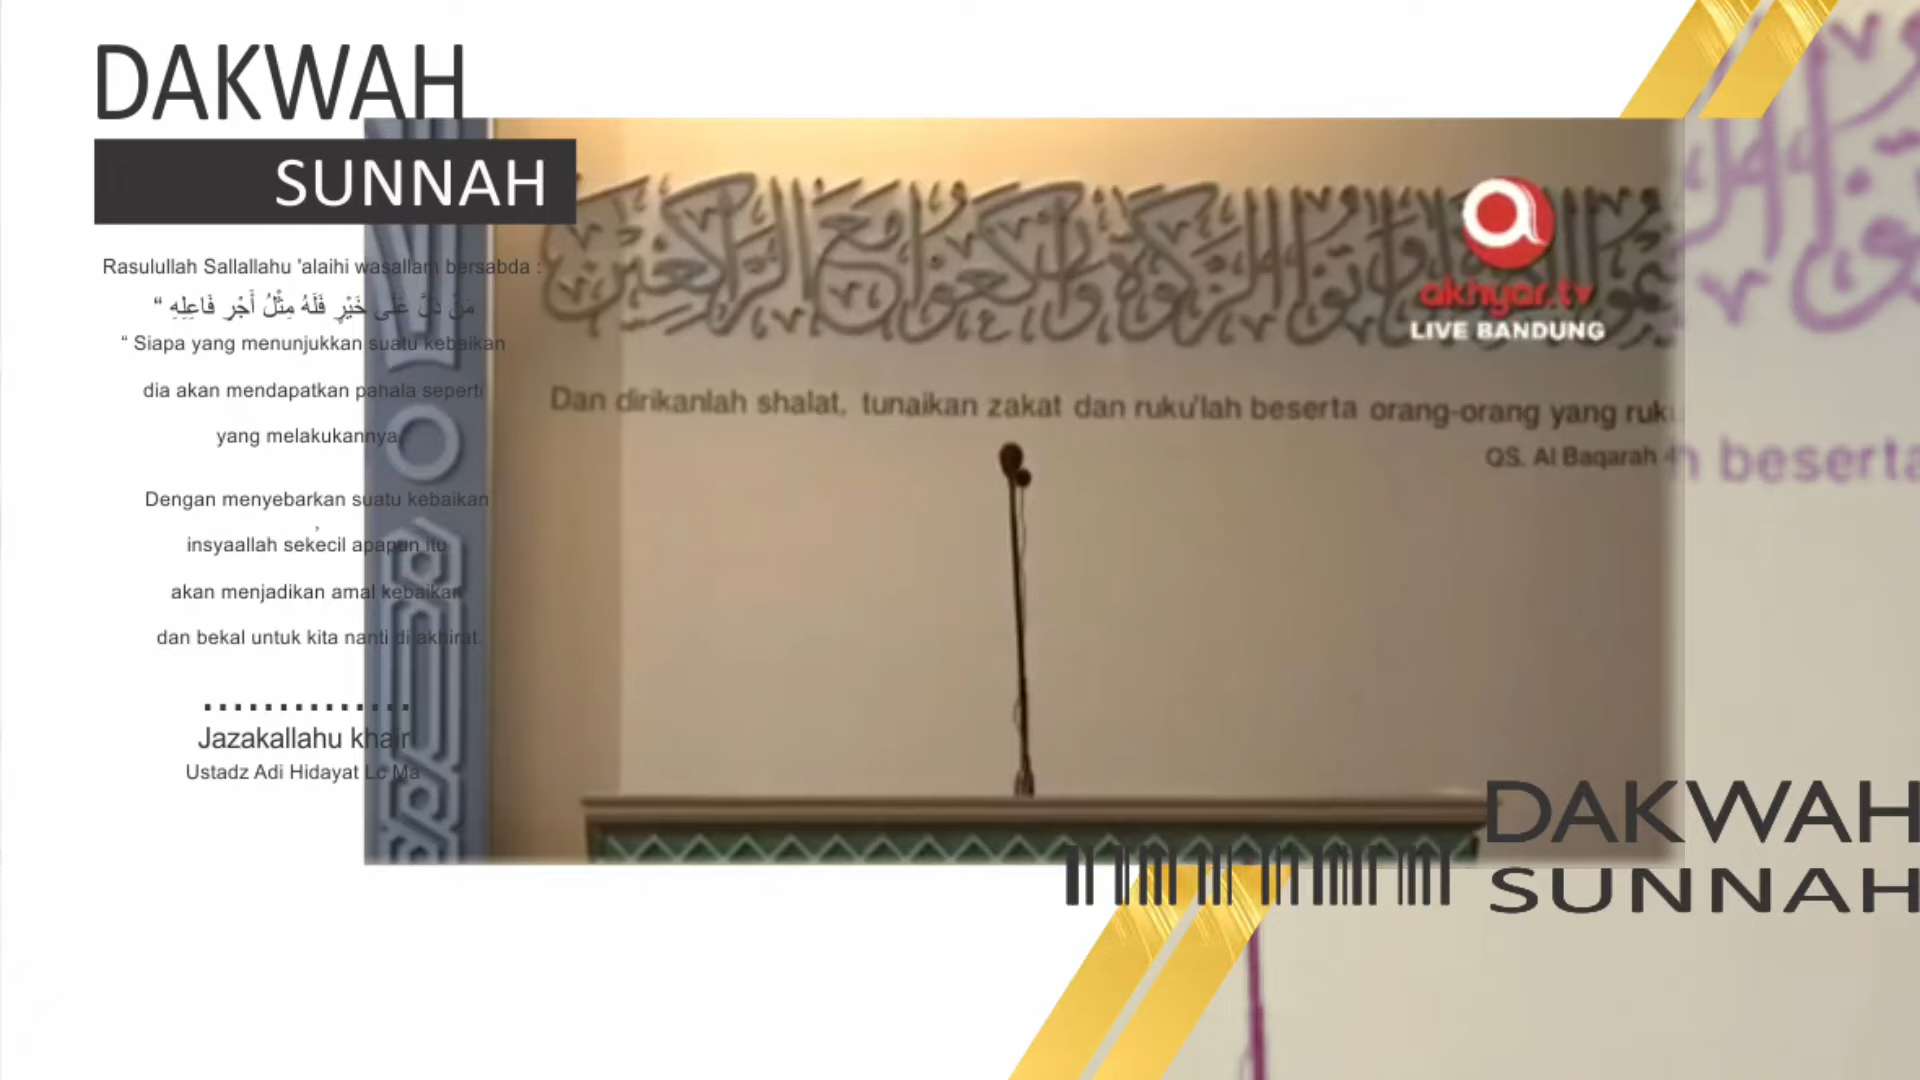 DAKWAH
SUNNAH
Rasulullah Sallallahu 'alaihi wasallam bersabda :
“ مَنْ دَلَّ عَلَى خَيْرٍ فَلَهُ مِثْلُ أَجْرِ فَاعِلِهِ
“ Siapa yang menunjukkan suatu kebaikan
dia akan mendapatkan pahala seperti
yang melakukannya
Dengan menyebarkan suatu kebaikan
insyaallah sekecil apapun itu
akan menjadikan amal kebaikan
dan bekal untuk kita nanti di akhirat
Jazakallahu khair
Ustadz Adi Hidayat Lc Ma
akhyar.tv
LIVE BANDUNG
Dan dirikanlah shalat, tunaikan zakat dan ruku'lah beserta orang-orang yang
QS. Al Baqarah
beserta
DAKWAH
SUNNAH